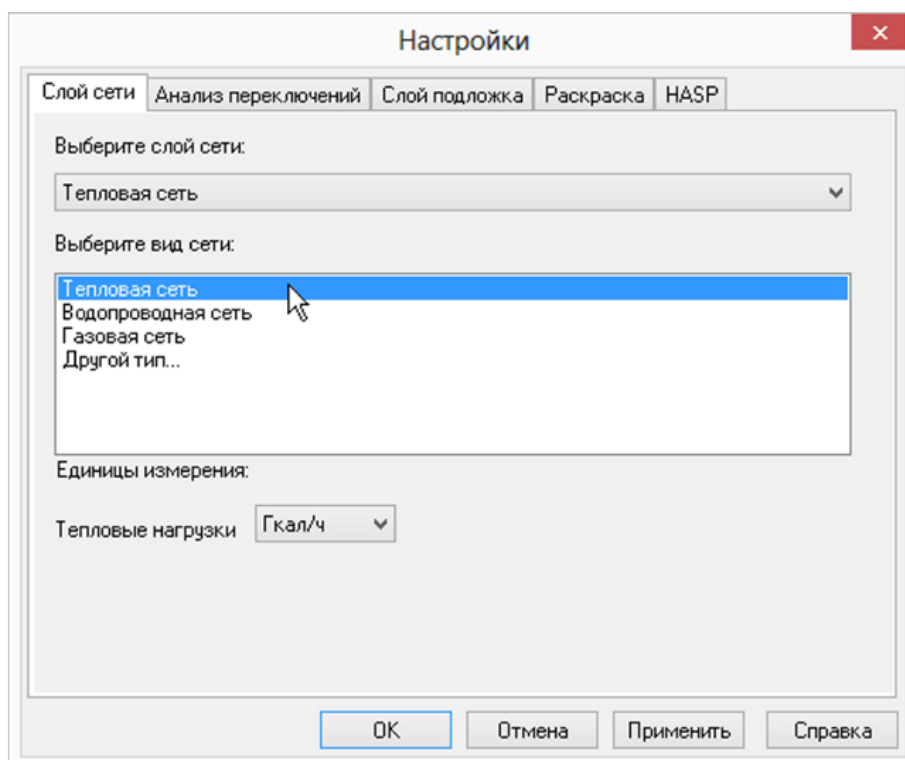 Настройки
Слой сети Анализ переключений Слой подложка Раскраска HASP
Выберите слой сети:
Тепловая сеть
Выберите вид сети:
Тепловая сеть
Водопроводная сеть
Газовая сеть
Другой тип...
Единицы измерения:
Тепловые нагрузки Гкал/ч
ОК Отмена Применить Справка